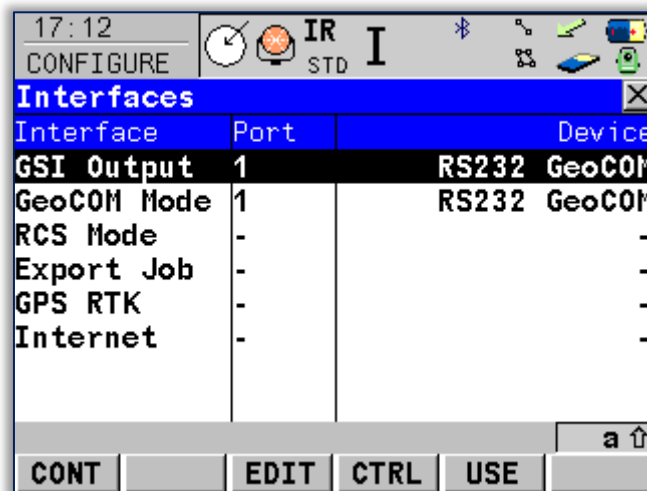 17:12
CONFIGURE IR STD I
Interfaces
Interface Port Device
GSI Output 1 RS232 GeoCOM
GeoCOM Mode 1 RS232 GeoCOM
RCS Mode - -
Export Job - -
GPS RTK - -
Internet - -
a
CONT EDIT CTRL USE